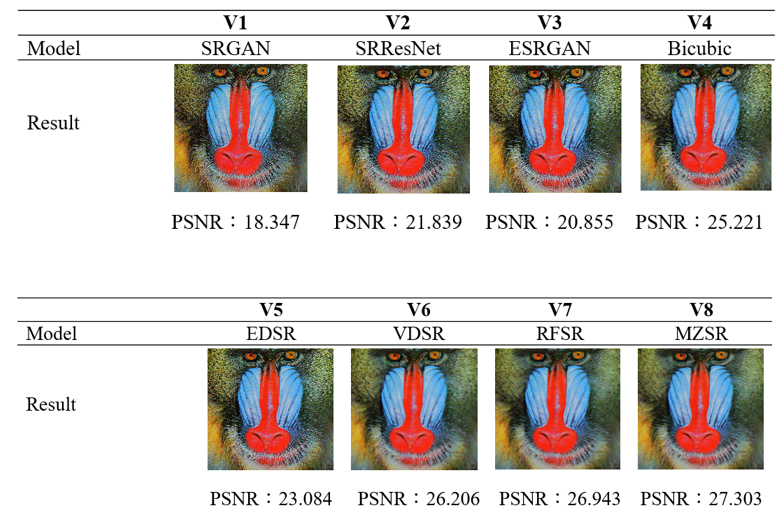 V1 V2 V3 V4
Model SRGAN SRResNet ESRGAN Bicubic
Result
PSNR：18.347 PSNR：21.839 PSNR：20.855 PSNR：25.221
V5 V6 V7 V8
Model EDSR VDSR RFSR MZSR
Result
PSNR：23.084 PSNR：26.206 PSNR：26.943 PSNR：27.303